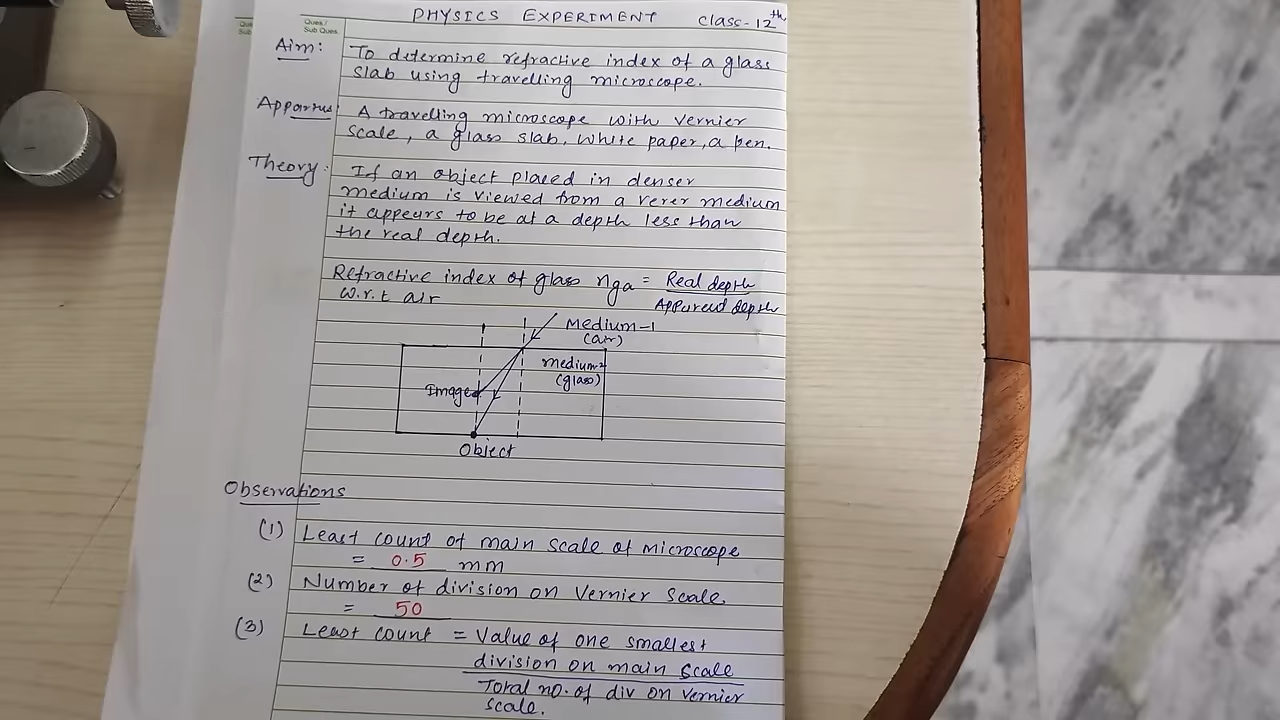 PHYSICS EXPERIMENT Class-12th
Ques/
Sub Ques.
Aim: To determine refractive index of a glass
slab using travelling microscope.
Apparatus: A travelling microscope with vernier
scale, a glass slab, white paper, a pen.
Theory: If an object placed in denser
medium is viewed from a rerer medium
it appeurs to be at a depth less than
the real depth.
Refractive index of glass nga = Real depth
w.r.t air Apparent depth
Medium-1
(air)
medium-2
(glass)
Image
Object
Observations
(1) Least count of main scale of microscope
= 0.5 mm
(2) Number of division on vernier scale.
= 50
(3) Least count = Value of one smallest
division on main scale
Total no. of div on vernier
scale.